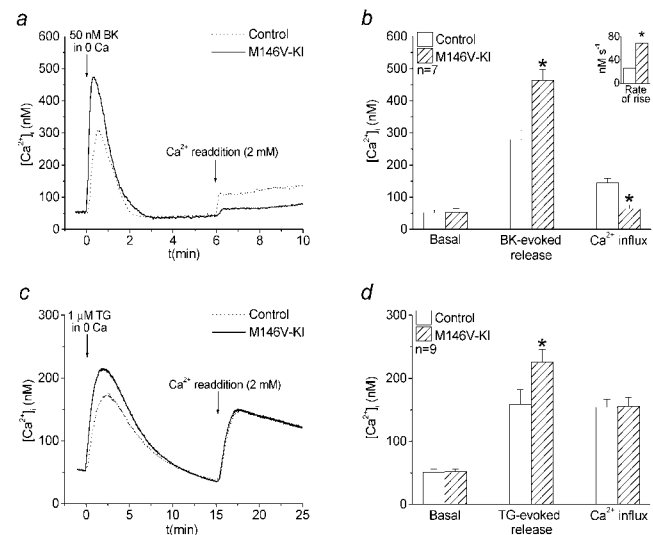 a
50 nM BK
in 0 Ca
Control
M146V-KI
Ca²⁺ readdition (2 mM)
600
500
400
300
200
100
0
[Ca²⁺]ᵢ (nM)
0 2 4 6 8 10
t(min)
b
Control
M146V-KI
n=7
*
*
80
40
0
nM s⁻¹
*
Rate
of rise
600
500
400
300
200
100
0
[Ca²⁺]ᵢ (nM)
Basal
BK-evoked
release
Ca²⁺ influx
c
1 µM TG
in 0 Ca
Control
M146V-KI
Ca²⁺ readdition (2 mM)
300
200
100
0
[Ca²⁺]ᵢ (nM)
0 5 10 15 20 25
t(min)
d
Control
M146V-KI
n=9
*
300
200
100
0
[Ca²⁺]ᵢ (nM)
Basal
TG-evoked
release
Ca²⁺ influx